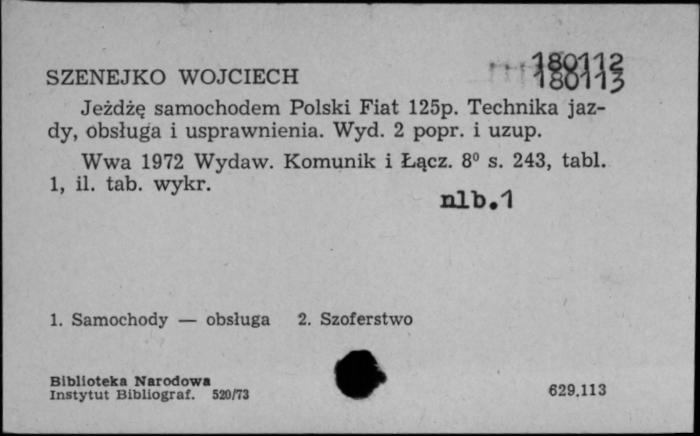 180112
180113
SZENEJKO WOJCIECH
Jeżdżę samochodem Polski Fiat 125p. Technika jaz-
dy, obsługa i usprawnienia. Wyd. 2 popr. i uzup.
Wwa 1972 Wydaw. Komunik i Łącz. 8⁰ s. 243, tabl.
1, il. tab. wykr.
nlb.1
1. Samochody — obsługa 2. Szoferstwo
Biblioteka Narodowa
Instytut Bibliograf. 520/73
629.113